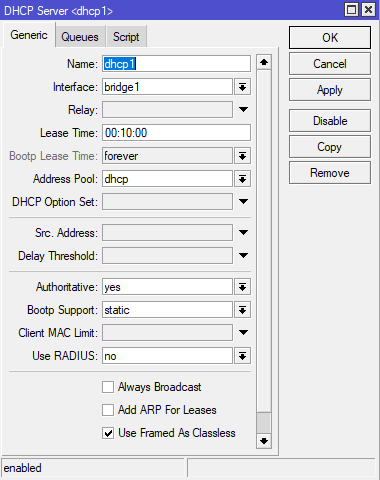 DHCP Server <dhcp1>
Generic Queues Script
Name: dhcp1
Interface: bridge1
Relay:
Lease Time: 00:10:00
Bootp Lease Time: forever
Address Pool: dhcp
DHCP Option Set:
Src. Address:
Delay Threshold:
Authoritative: yes
Bootp Support: static
Client MAC Limit:
Use RADIUS: no
Always Broadcast
Add ARP For Leases
Use Framed As Classless
OK
Cancel
Apply
Disable
Copy
Remove
enabled